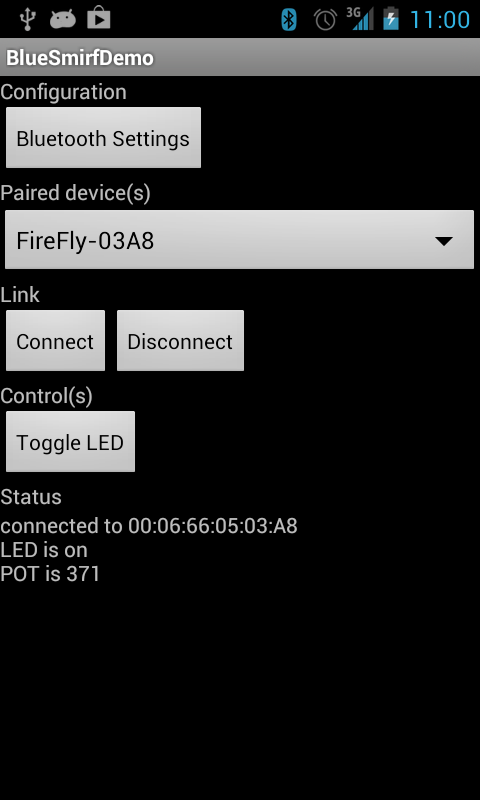 3G 11:00
BlueSmirfDemo
Configuration
Bluetooth Settings
Paired device(s)
FireFly-03A8
Link
Connect Disconnect
Control(s)
Toggle LED
Status
connected to 00:06:66:05:03:A8
LED is on
POT is 371